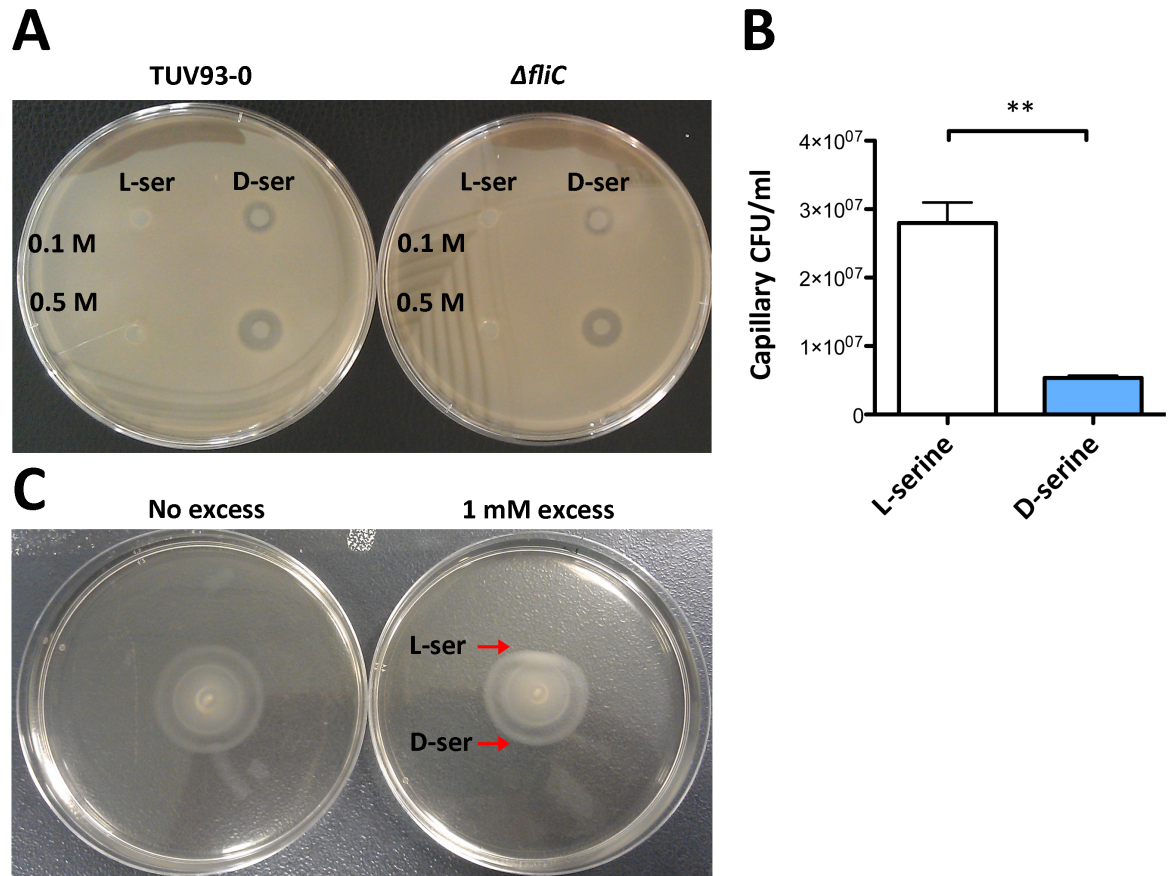 A
TUV93-0
ΔfliC
L-ser
D-ser
L-ser
D-ser
0.1 M
0.1 M
0.5 M
0.5 M
B
**
Capillary CFU/ml
4×10⁰⁷
3×10⁰⁷
2×10⁰⁷
1×10⁰⁷
0
L-serine
D-serine
C
No excess
1 mM excess
L-ser
D-ser